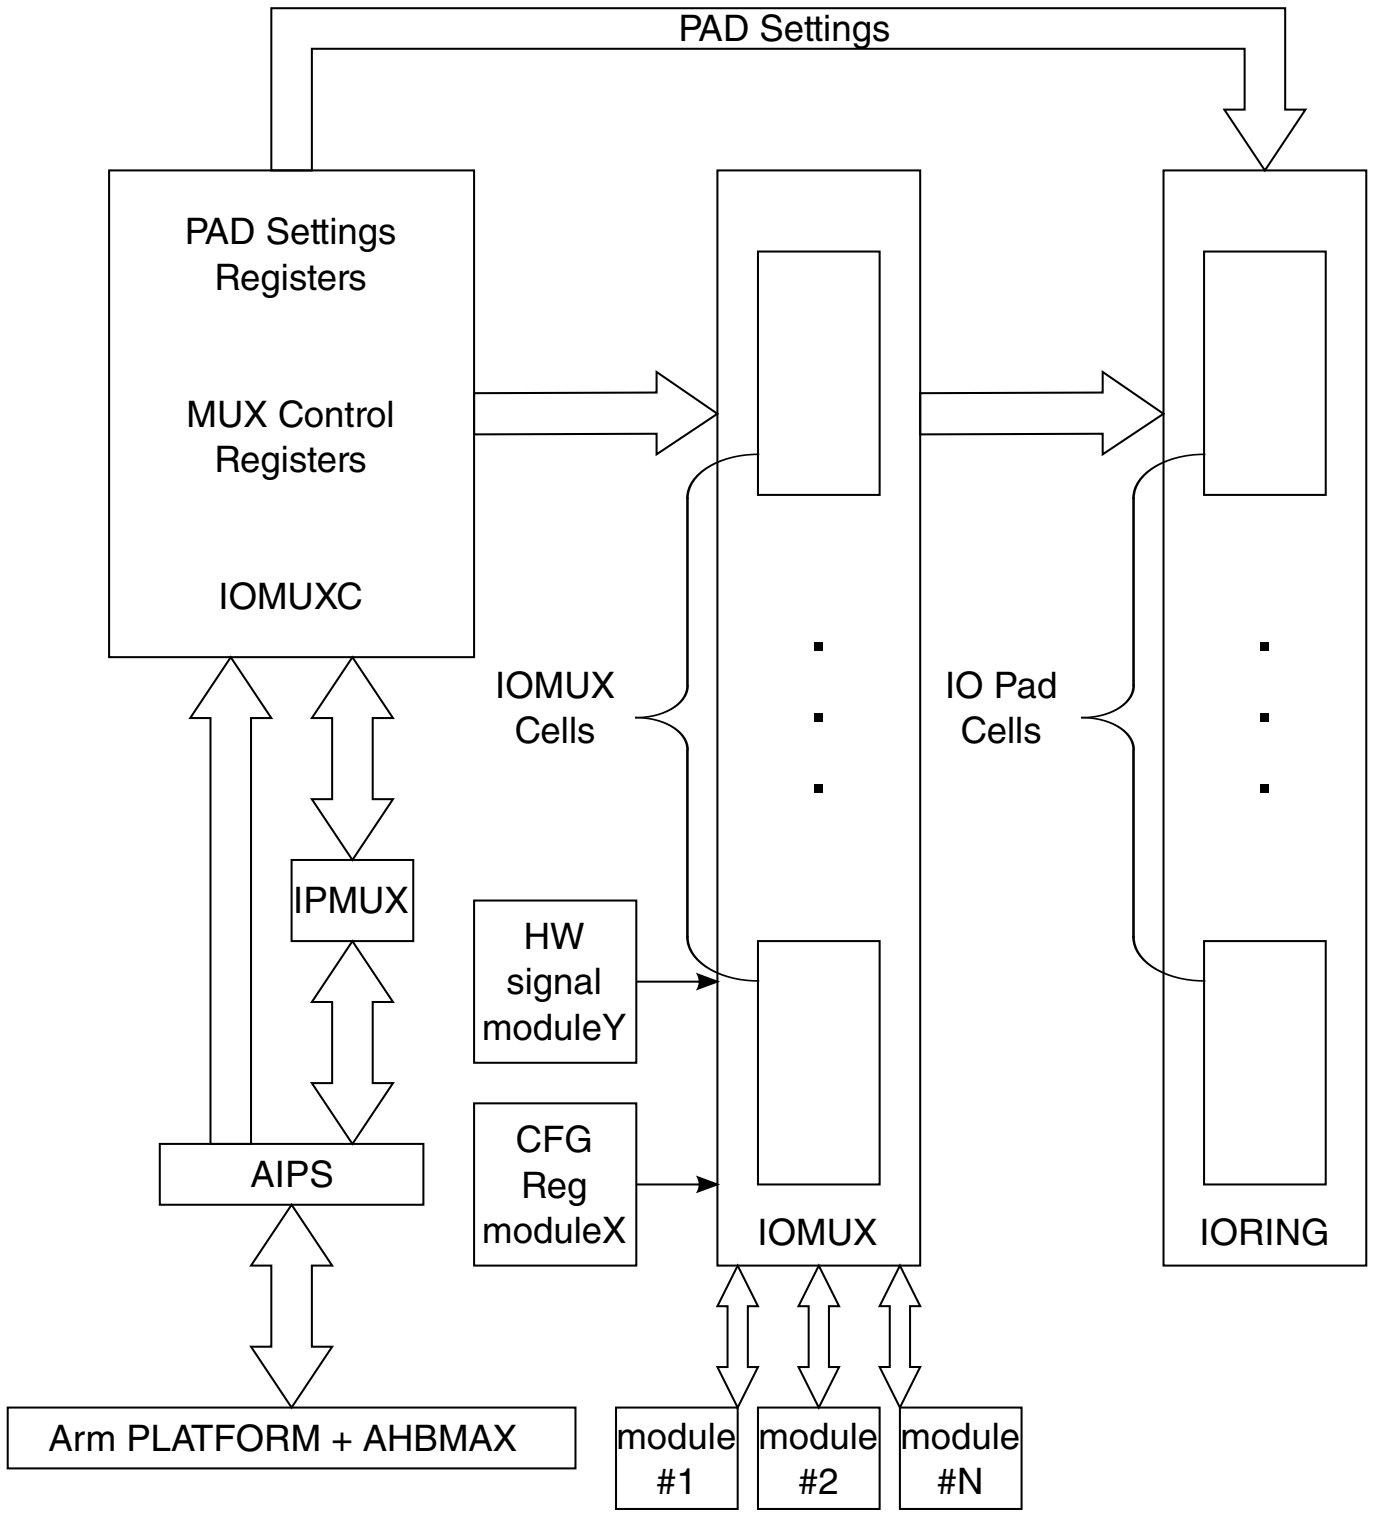 PAD Settings
PAD Settings
Registers
MUX Control
Registers
IOMUXC
IOMUX
Cells
IO Pad
Cells
IPMUX
HW
signal
moduleY
CFG
Reg
moduleX
AIPS
IOMUX
IORING
Arm PLATFORM + AHBMAX
module
#1
module
#2
module
#N